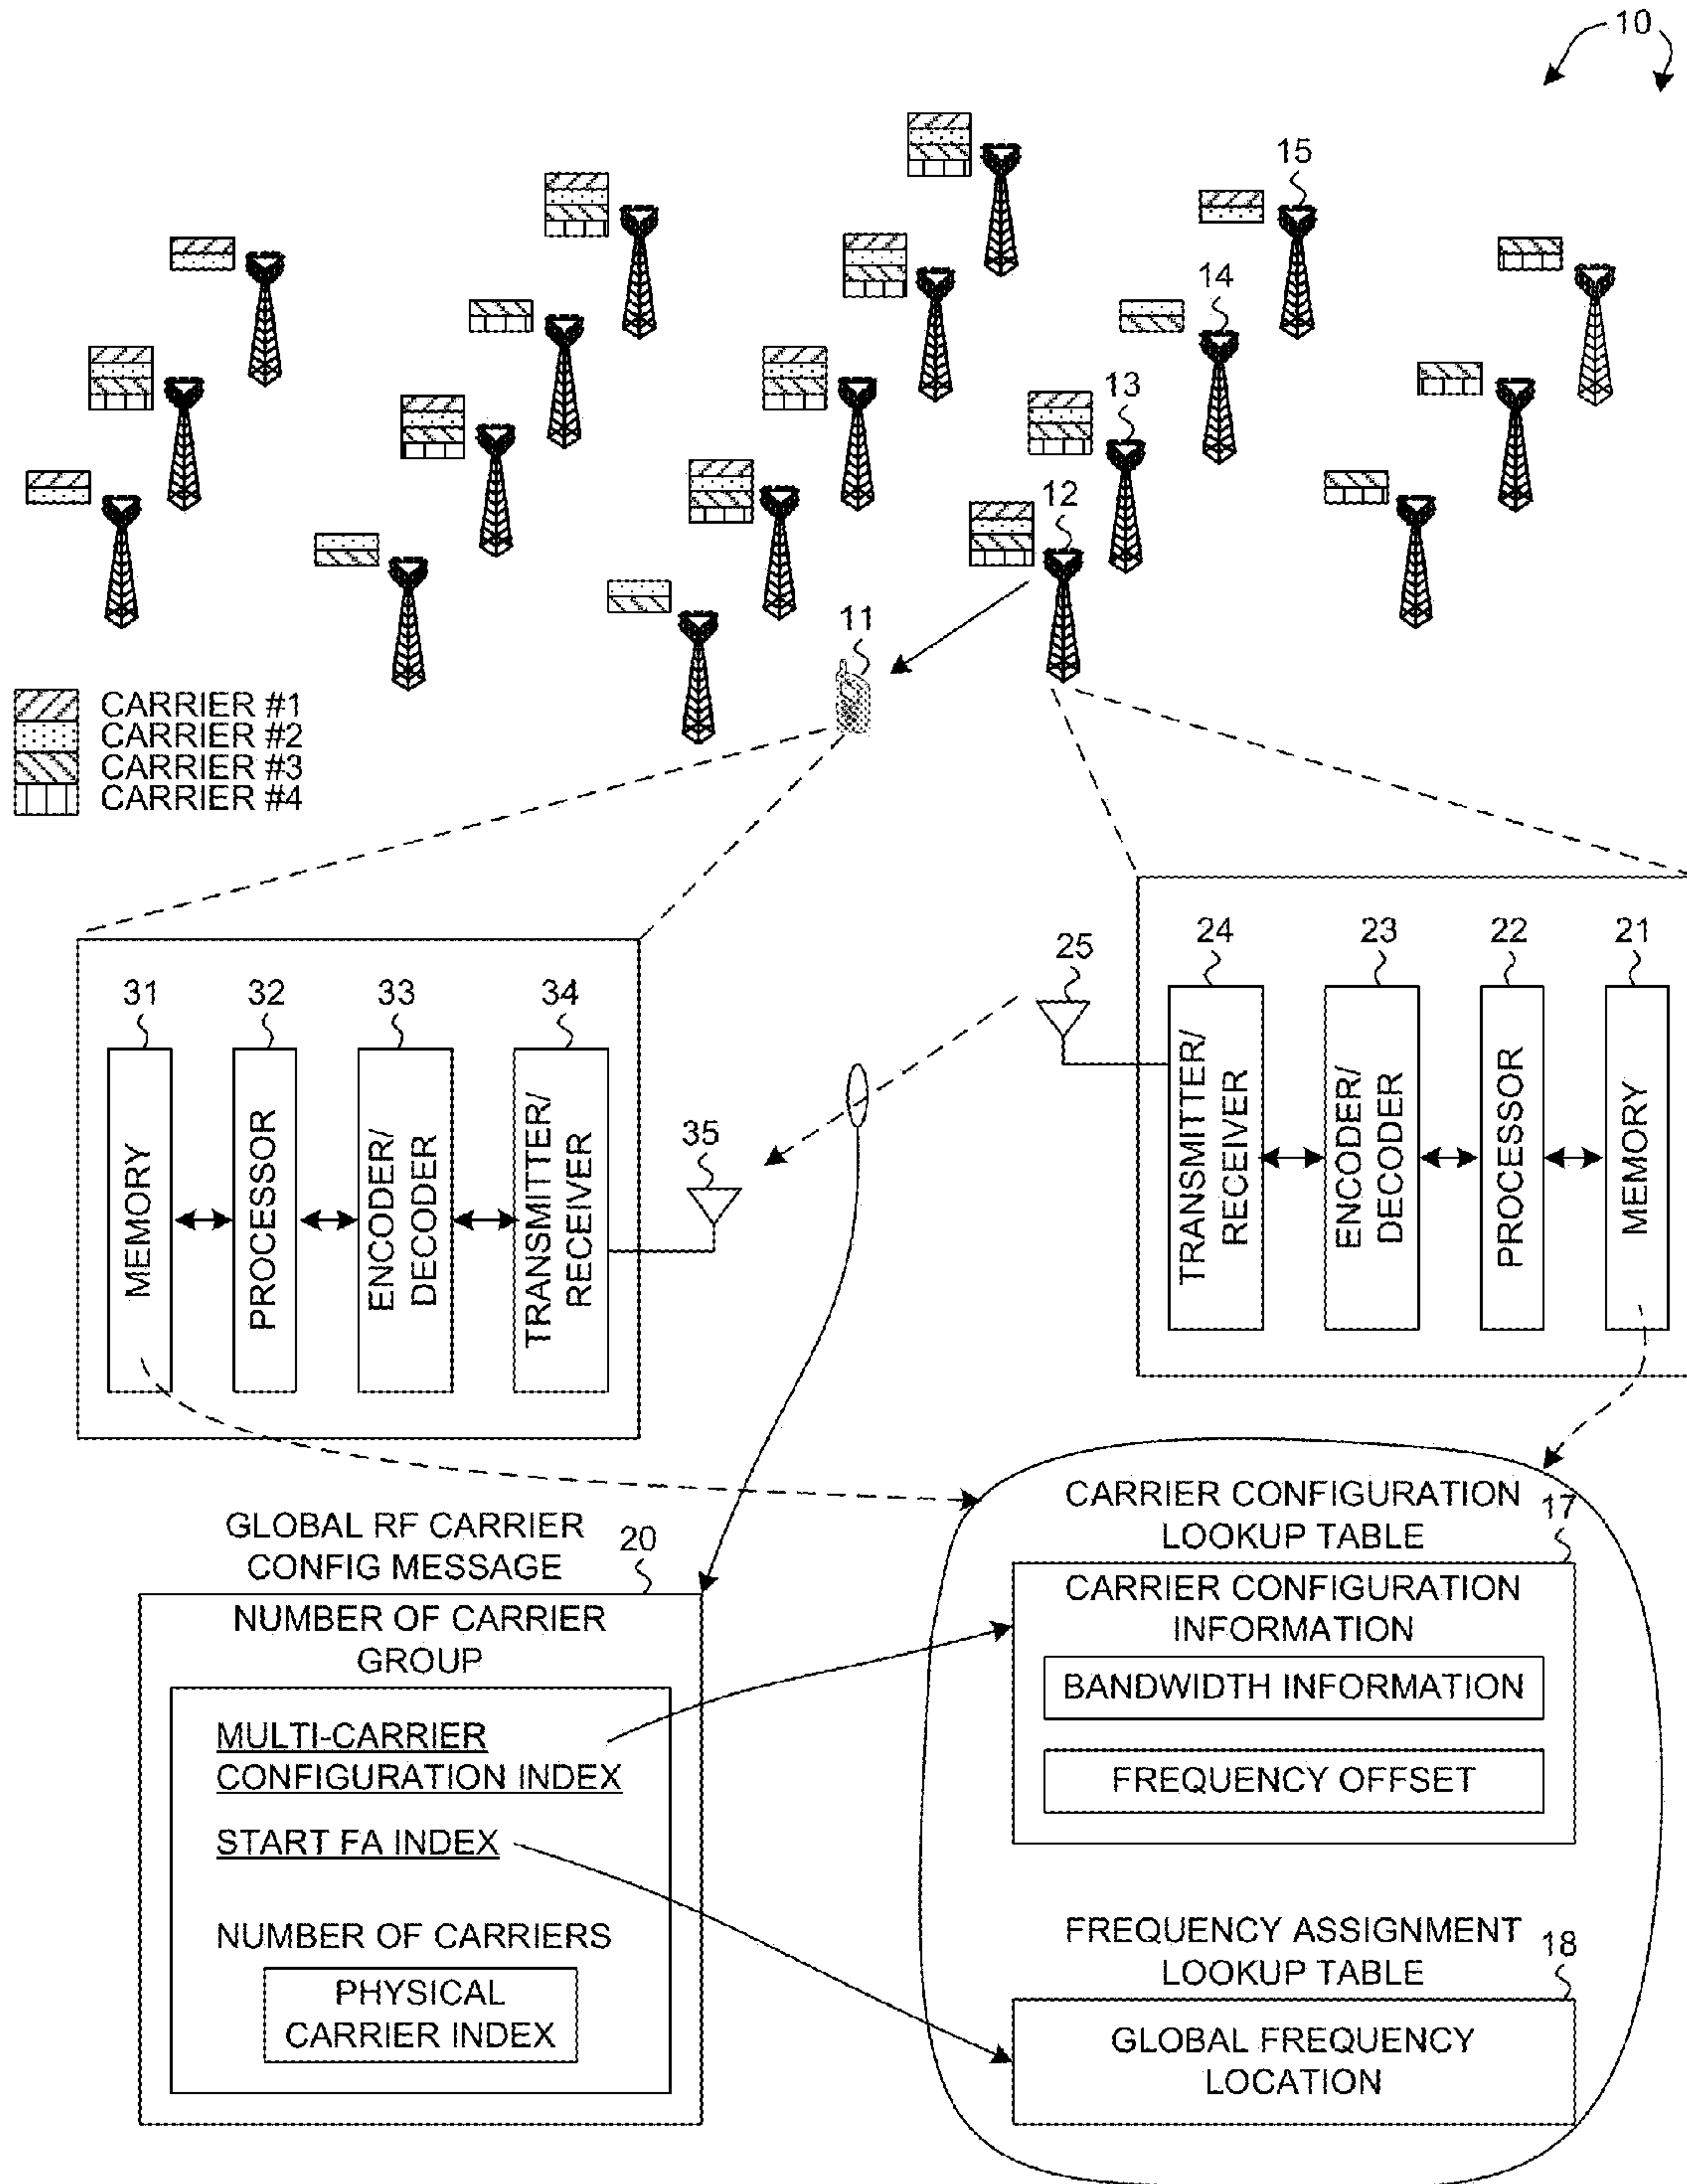 10
15
14
13
12
11
CARRIER #1
CARRIER #2
CARRIER #3
CARRIER #4
31
32
33
34
35
MEMORY
PROCESSOR
ENCODER/
DECODER
TRANSMITTER/
RECEIVER
25
24
23
22
21
TRANSMITTER/
RECEIVER
ENCODER/
DECODER
PROCESSOR
MEMORY
GLOBAL RF CARRIER
CONFIG MESSAGE
20
NUMBER OF CARRIER
GROUP
MULTI-CARRIER
CONFIGURATION INDEX
START FA INDEX
NUMBER OF CARRIERS
PHYSICAL
CARRIER INDEX
CARRIER CONFIGURATION
LOOKUP TABLE
17
CARRIER CONFIGURATION
INFORMATION
BANDWIDTH INFORMATION
FREQUENCY OFFSET
FREQUENCY ASSIGNMENT
LOOKUP TABLE
18
GLOBAL FREQUENCY
LOCATION